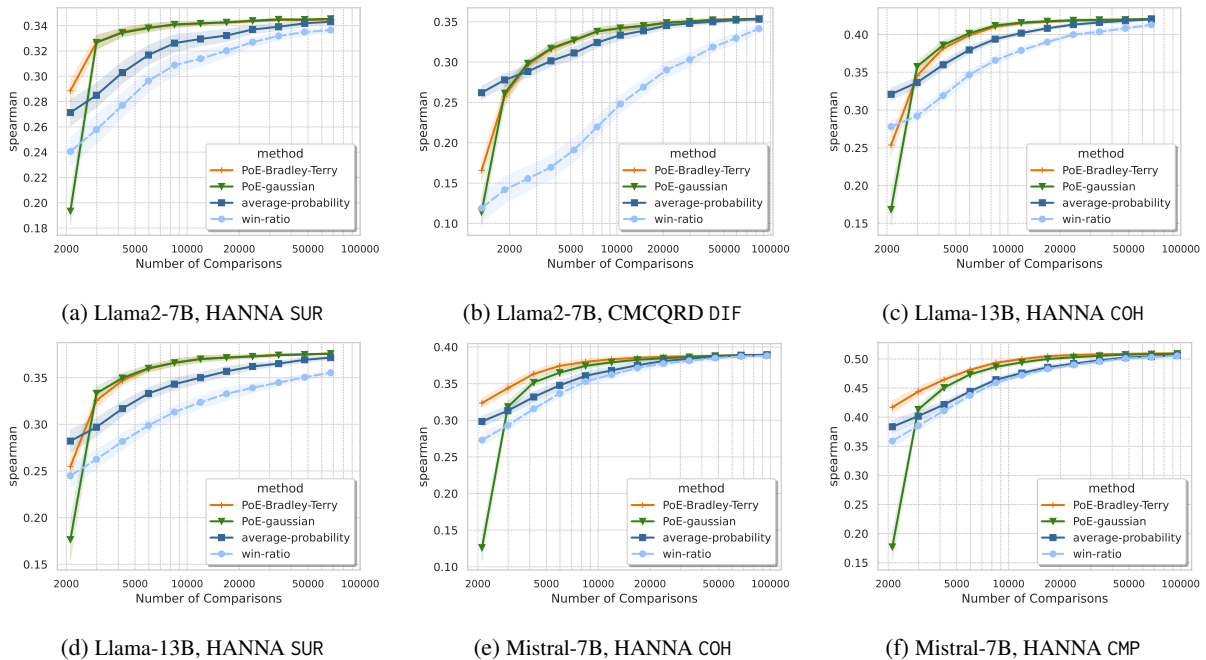 0.34
0.32
0.30
0.28
0.26
0.24
0.22
0.20
0.18
spearman
method
PoE-Bradley-Terry
PoE-gaussian
average-probability
win-ratio
2000 5000 10000 20000 50000 100000
Number of Comparisons
(a) Llama2-7B, HANNA SUR
0.35
0.30
0.25
0.20
0.15
0.10
spearman
method
PoE-Bradley-Terry
PoE-gaussian
average-probability
win-ratio
2000 5000 10000 20000 50000 100000
Number of Comparisons
(b) Llama2-7B, CMCQRD DIF
0.40
0.35
0.30
0.25
0.20
0.15
spearman
method
PoE-Bradley-Terry
PoE-gaussian
average-probability
win-ratio
2000 5000 10000 20000 50000 100000
Number of Comparisons
(c) Llama-13B, HANNA COH
0.35
0.30
0.25
0.20
0.15
spearman
method
PoE-Bradley-Terry
PoE-gaussian
average-probability
win-ratio
2000 5000 10000 20000 50000 100000
Number of Comparisons
(d) Llama-13B, HANNA SUR
0.40
0.35
0.30
0.25
0.20
0.15
0.10
spearman
method
PoE-Bradley-Terry
PoE-gaussian
average-probability
win-ratio
2000 5000 10000 20000 50000 100000
Number of Comparisons
(e) Mistral-7B, HANNA COH
0.50
0.45
0.40
0.35
0.30
0.25
0.20
0.15
spearman
method
PoE-Bradley-Terry
PoE-gaussian
average-probability
win-ratio
2000 5000 10000 20000 50000 100000
Number of Comparisons
(f) Mistral-7B, HANNA CMP